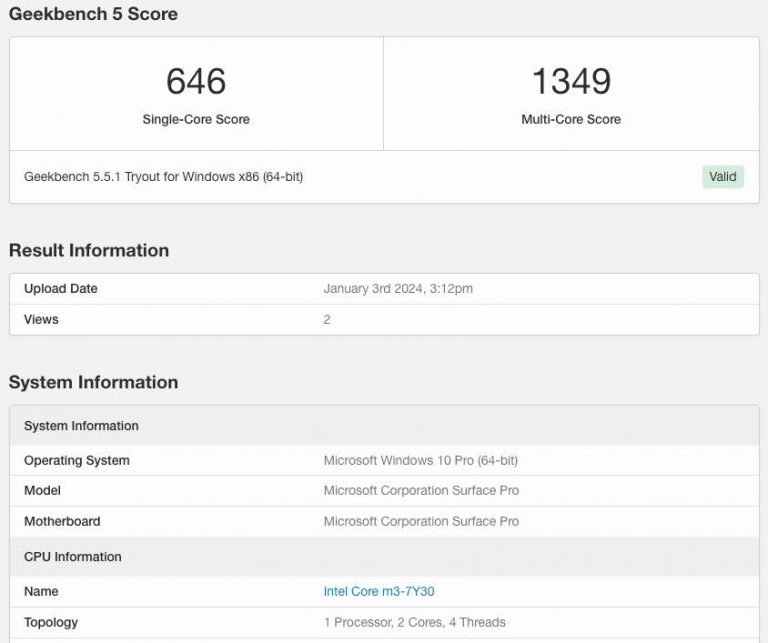 Geekbench 5 Score
646
1349
Single-Core Score
Multi-Core Score
Geekbench 5.5.1 Tryout for Windows x86 (64-bit)
Valid
Result Information
Upload Date January 3rd 2024, 3:12pm
Views 2
System Information
System Information
Operating System Microsoft Windows 10 Pro (64-bit)
Model Microsoft Corporation Surface Pro
Motherboard Microsoft Corporation Surface Pro
CPU Information
Name Intel Core m3-7Y30
Topology 1 Processor, 2 Cores, 4 Threads